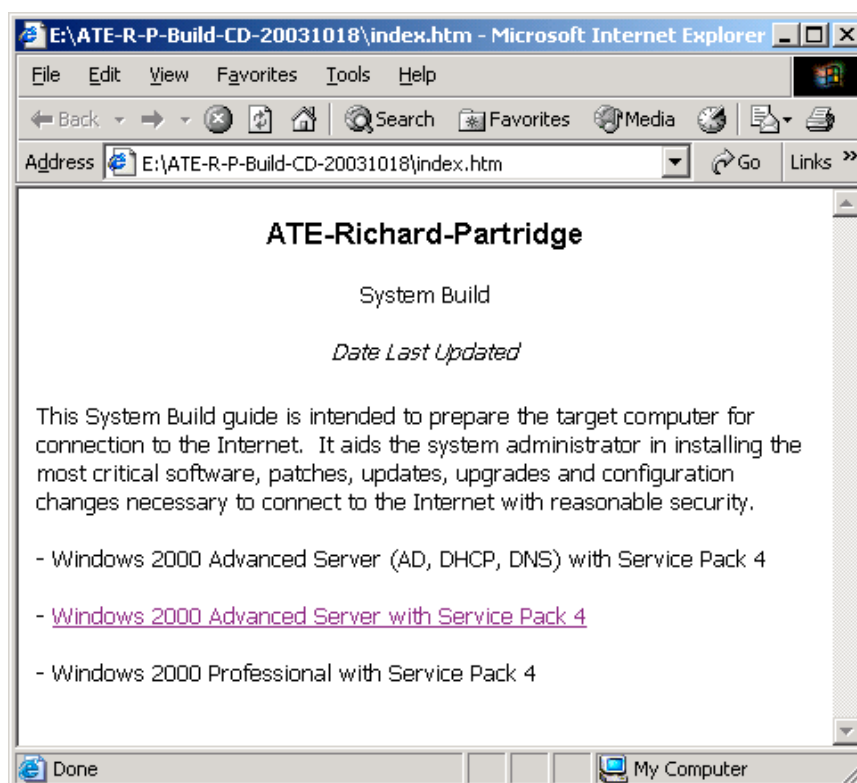 E:\ATE-R-P-Build-CD-20031018\index.htm - Microsoft Internet Explorer
File Edit View Favorites Tools Help
Back Search Favorites Media
Address E:\ATE-R-P-Build-CD-20031018\index.htm Go Links »
ATE-Richard-Partridge
System Build
Date Last Updated
This System Build guide is intended to prepare the target computer for
connection to the Internet. It aids the system administrator in installing the
most critical software, patches, updates, upgrades and configuration
changes necessary to connect to the Internet with reasonable security.
- Windows 2000 Advanced Server (AD, DHCP, DNS) with Service Pack 4
- Windows 2000 Advanced Server with Service Pack 4
- Windows 2000 Professional with Service Pack 4
Done My Computer